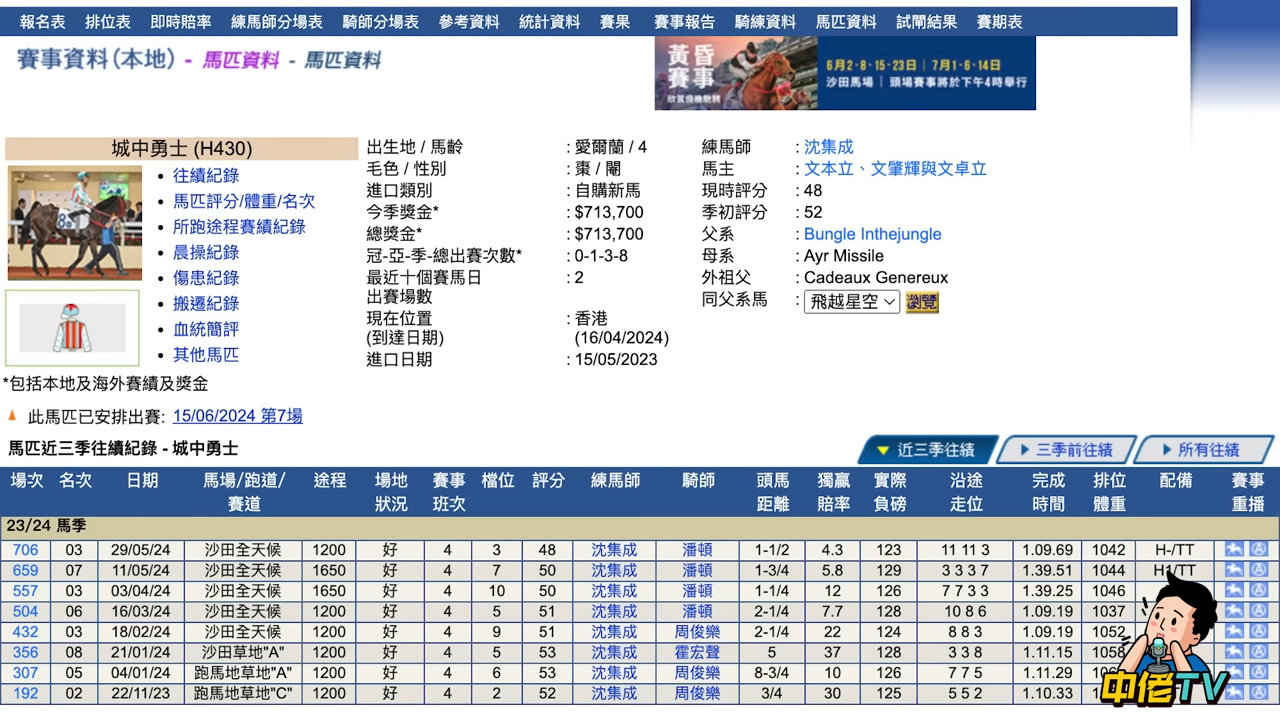 報名表 排位表 即時賠率 練馬師分場表 騎師分場表 參考資料 統計資料 賽果 賽事報告 騎練資料 馬匹資料 試閘結果 賽期表
賽事資料(本地) - 馬匹資料 - 馬匹資料
黃昏賽事
欣賞傍晚馳騁
6月2、8、15、23日 | 7月1、6、14日
沙田馬場 | 頭場賽事將於下午4時舉行
城中勇士 (H430)
8
往績紀錄
馬匹評分/體重/名次
所跑途程賽績紀錄
晨操紀錄
傷患紀錄
搬遷紀錄
血統簡評
其他馬匹
出生地 / 馬齡 : 愛爾蘭 / 4
毛色 / 性別 : 棗 / 閹
進口類別 : 自購新馬
今季獎金* : $713,700
總獎金* : $713,700
冠-亞-季-總出賽次數* : 0-1-3-8
最近十個賽馬日 : 2
出賽場數
現在位置 : 香港
(到達日期) (16/04/2024)
進口日期 : 15/05/2023
練馬師 : 沈集成
馬主 : 文本立、文肇輝與文卓立
現時評分 : 48
季初評分 : 52
父系 : Bungle Inthejungle
母系 : Ayr Missile
外祖父 : Cadeaux Genereux
同父系馬 : 飛越星空 瀏覽
*包括本地及海外賽績及獎金
此馬匹已安排出賽: 15/06/2024 第7場
馬匹近三季往績紀錄 - 城中勇士
近三季往績 三季前往績 所有往績
場次 名次 日期 馬場/跑道/賽道 途程 場地狀況 賽事班次 檔位 評分 練馬師 騎師 頭馬距離 獨贏賠率 實際負磅 沿途走位 完成時間 排位體重 配備 賽事重播
23/24 馬季
706 03 29/05/24 沙田全天候 1200 好 4 3 48 沈集成 潘頓 1-1/2 4.3 123 11 11 3 1.09.69 1042 H-/TT
659 07 11/05/24 沙田全天候 1650 好 4 7 50 沈集成 潘頓 1-3/4 5.8 129 3 3 3 7 1.39.51 1044 H1/TT
557 03 03/04/24 沙田全天候 1650 好 4 10 50 沈集成 潘頓 1-1/4 12 126 7 7 3 3 1.39.25 1046
504 06 16/03/24 沙田全天候 1200 好 4 5 51 沈集成 潘頓 2-1/4 7.7 128 10 8 6 1.09.19 1037
432 03 18/02/24 沙田全天候 1200 好 4 9 51 沈集成 周俊樂 2-1/4 22 124 8 8 3 1.09.19 1052
356 08 21/01/24 沙田草地"A" 1200 好 4 5 53 沈集成 霍宏聲 5 37 128 3 3 8 1.11.15 1058
307 05 04/01/24 跑馬地草地"A" 1200 好 4 6 53 沈集成 周俊樂 8-3/4 10 126 7 7 5 1.11.29
192 02 22/11/23 跑馬地草地"C" 1200 好 4 2 52 沈集成 周俊樂 3/4 30 125 5 5 2 1.10.33
中佬TV